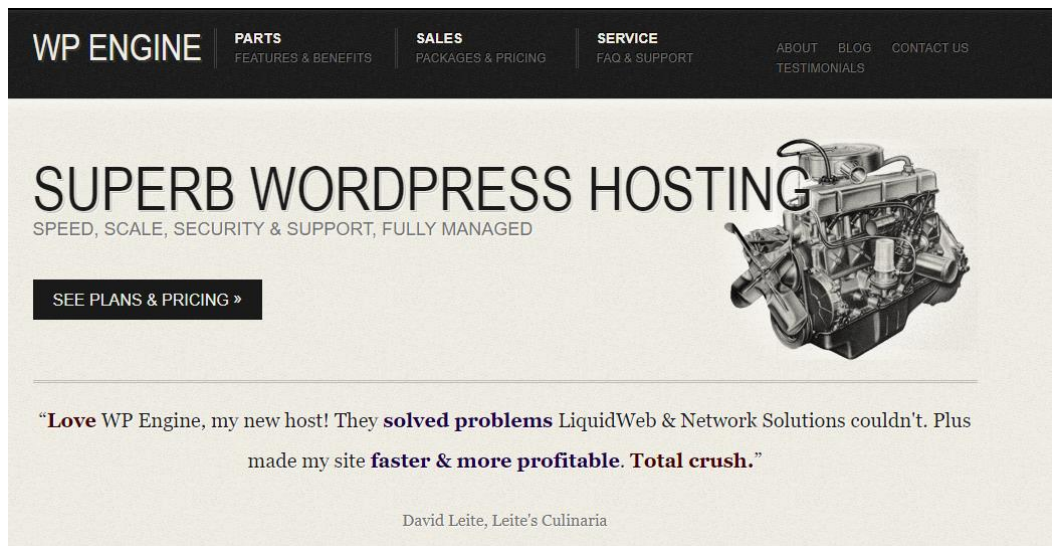 WP ENGINE
PARTS
FEATURES & BENEFITS
SALES
PACKAGES & PRICING
SERVICE
FAQ & SUPPORT
ABOUT BLOG CONTACT US
TESTIMONIALS
SUPERB WORDPRESS HOSTING
SPEED, SCALE, SECURITY & SUPPORT, FULLY MANAGED
SEE PLANS & PRICING »
“Love WP Engine, my new host! They solved problems LiquidWeb & Network Solutions couldn't. Plus
made my site faster & more profitable. Total crush.”
David Leite, Leite's Culinaria